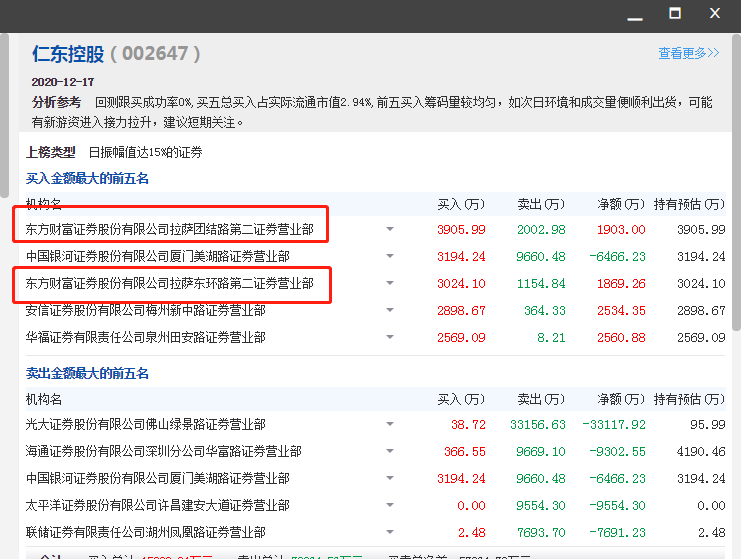 仁东控股（002647）
查看更多>>
2020-12-17
分析参考 回测跟买成功率0%,买五总买入占实际流通市值2.94%,前五买入筹码量较均匀，如次日环境和成交量便顺利出货，可能
有新游资进入接力拉升，建议短期关注。
上榜类型 日振幅值达15%的证券
买入金额最大的前五名
机构名 买入(万) 卖出(万) 净额(万) 持有预估(万)
东方财富证券股份有限公司拉萨团结路第二证券营业部 3905.99 2002.98 1903.00 3905.99
中国银河证券股份有限公司厦门美湖路证券营业部 3194.24 9660.48 -6466.23 3194.24
东方财富证券股份有限公司拉萨东环路第二证券营业部 3024.10 1154.84 1869.26 3024.10
安信证券股份有限公司梅州新中路证券营业部 2898.67 364.33 2534.35 2898.67
华福证券有限责任公司泉州田安路证券营业部 2569.09 8.21 2560.88 2569.09
卖出金额最大的前五名
机构名 买入(万) 卖出(万) 净额(万) 持有预估(万)
光大证券股份有限公司佛山绿景路证券营业部 38.72 33156.63 -33117.92 95.99
海通证券股份有限公司深圳分公司华富路证券营业部 366.55 9669.10 -9302.55 4190.46
中国银河证券股份有限公司厦门美湖路证券营业部 3194.24 9660.48 -6466.23 3194.24
太平洋证券股份有限公司许昌建安大道证券营业部 0.00 9554.30 -9554.30 0.00
联储证券有限责任公司湖州凤凰路证券营业部 2.48 7693.70 -7691.23 2.48